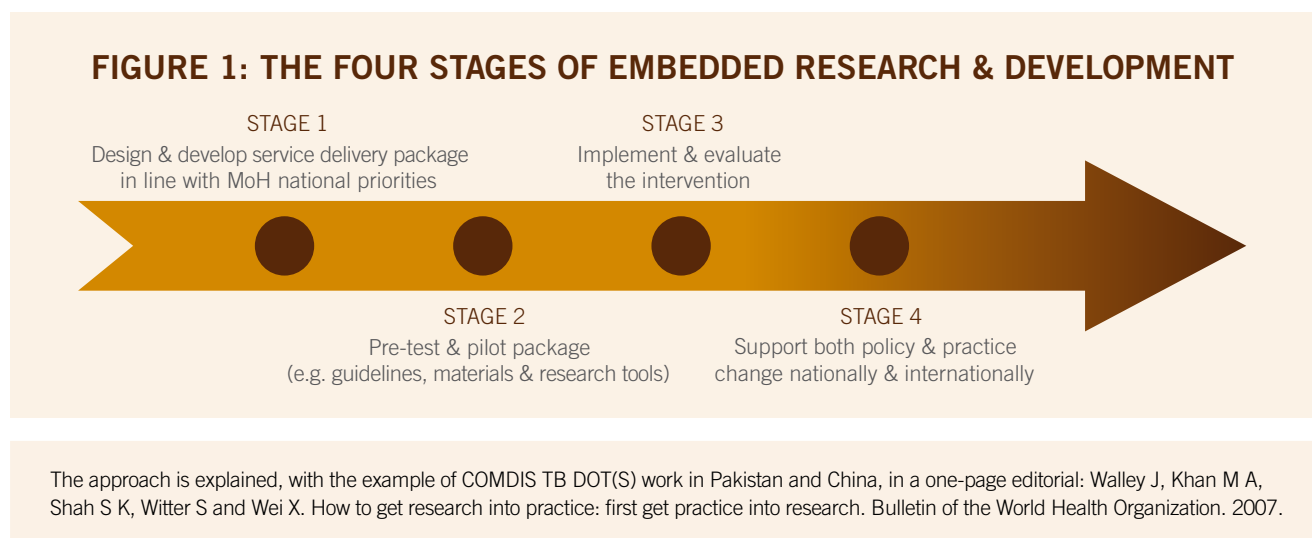 FIGURE 1: THE FOUR STAGES OF EMBEDDED RESEARCH & DEVELOPMENT
STAGE 1
Design & develop service delivery package
in line with MoH national priorities
STAGE 2
Pre-test & pilot package
(e.g. guidelines, materials & research tools)
STAGE 3
Implement & evaluate
the intervention
STAGE 4
Support both policy & practice
change nationally & internationally
The approach is explained, with the example of COMDIS TB DOT(S) work in Pakistan and China, in a one-page editorial: Walley J, Khan M A,
Shah S K, Witter S and Wei X. How to get research into practice: first get practice into research. Bulletin of the World Health Organization. 2007.